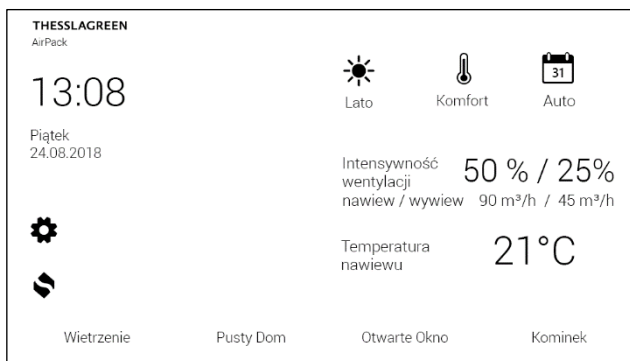 THESSLAGREEN
AirPack
13:08
Piątek
24.08.2018
31
Lato
Komfort
Auto
Intensywność
wentylacji
nawiew / wywiew
50 % / 25%
90 m³/h / 45 m³/h
Temperatura
nawiewu
21°C
Wietrzenie
Pusty Dom
Otwarte Okno
Kominek